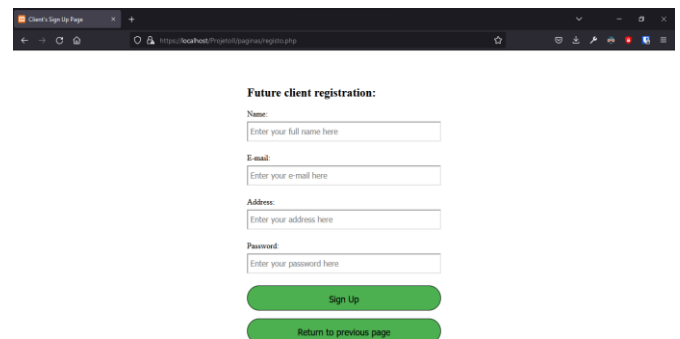 Client's Sign Up Page
https://localhost/ProjetoII/paginas/registo.php
Future client registration:
Name:
Enter your full name here
E-mail:
Enter your e-mail here
Address:
Enter your address here
Password:
Enter your password here
Sign Up
Return to previous page